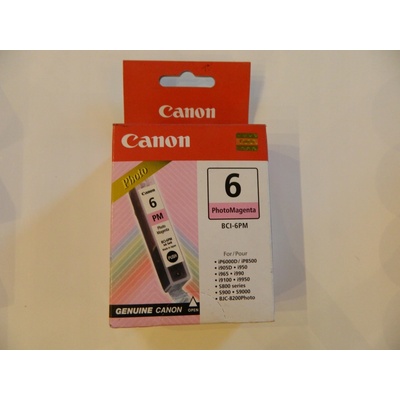 Canon
Canon
Photo
6
PhotoMagenta
BCI-6PM
6
PM
Photo
Magenta
PUSH
For/Pour
• iP6000D/ iP8500
• i905D • i950
• i965 • i990
• i9100 • i9950
• S800 series
• S900 • S9000
• BJC-8200Photo
GENUINE CANON
OPEN